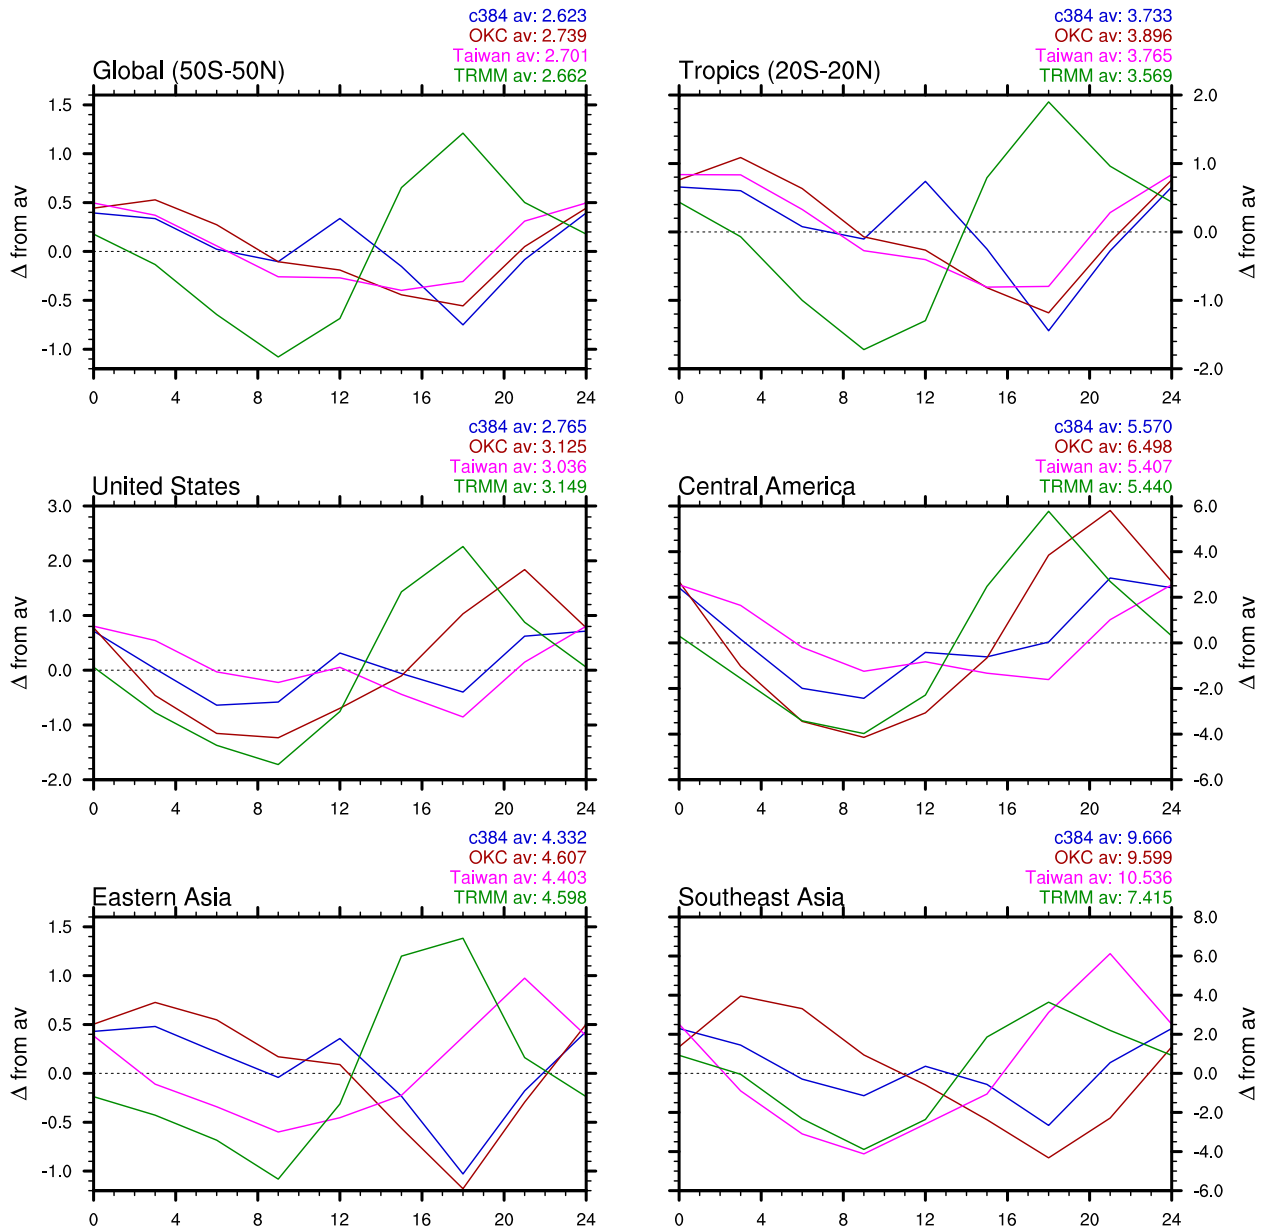 c384 av: 2.623
OKC av: 2.739
Taiwan av: 2.701
TRMM av: 2.662
Global (50S-50N)
1.5
1.0
0.5
0.0
-0.5
-1.0
Δ from av
0 4 8 12 16 20 24
c384 av: 3.733
OKC av: 3.896
Taiwan av: 3.765
TRMM av: 3.569
Tropics (20S-20N)
2.0
1.0
0.0
-1.0
-2.0
Δ from av
0 4 8 12 16 20 24
c384 av: 2.765
OKC av: 3.125
Taiwan av: 3.036
TRMM av: 3.149
United States
3.0
2.0
1.0
0.0
-1.0
-2.0
Δ from av
0 4 8 12 16 20 24
c384 av: 5.570
OKC av: 6.498
Taiwan av: 5.407
TRMM av: 5.440
Central America
6.0
4.0
2.0
0.0
-2.0
-4.0
-6.0
Δ from av
0 4 8 12 16 20 24
c384 av: 4.332
OKC av: 4.607
Taiwan av: 4.403
TRMM av: 4.598
Eastern Asia
1.5
1.0
0.5
0.0
-0.5
-1.0
Δ from av
0 4 8 12 16 20 24
c384 av: 9.666
OKC av: 9.599
Taiwan av: 10.536
TRMM av: 7.415
Southeast Asia
8.0
6.0
4.0
2.0
0.0
-2.0
-4.0
-6.0
Δ from av
0 4 8 12 16 20 24